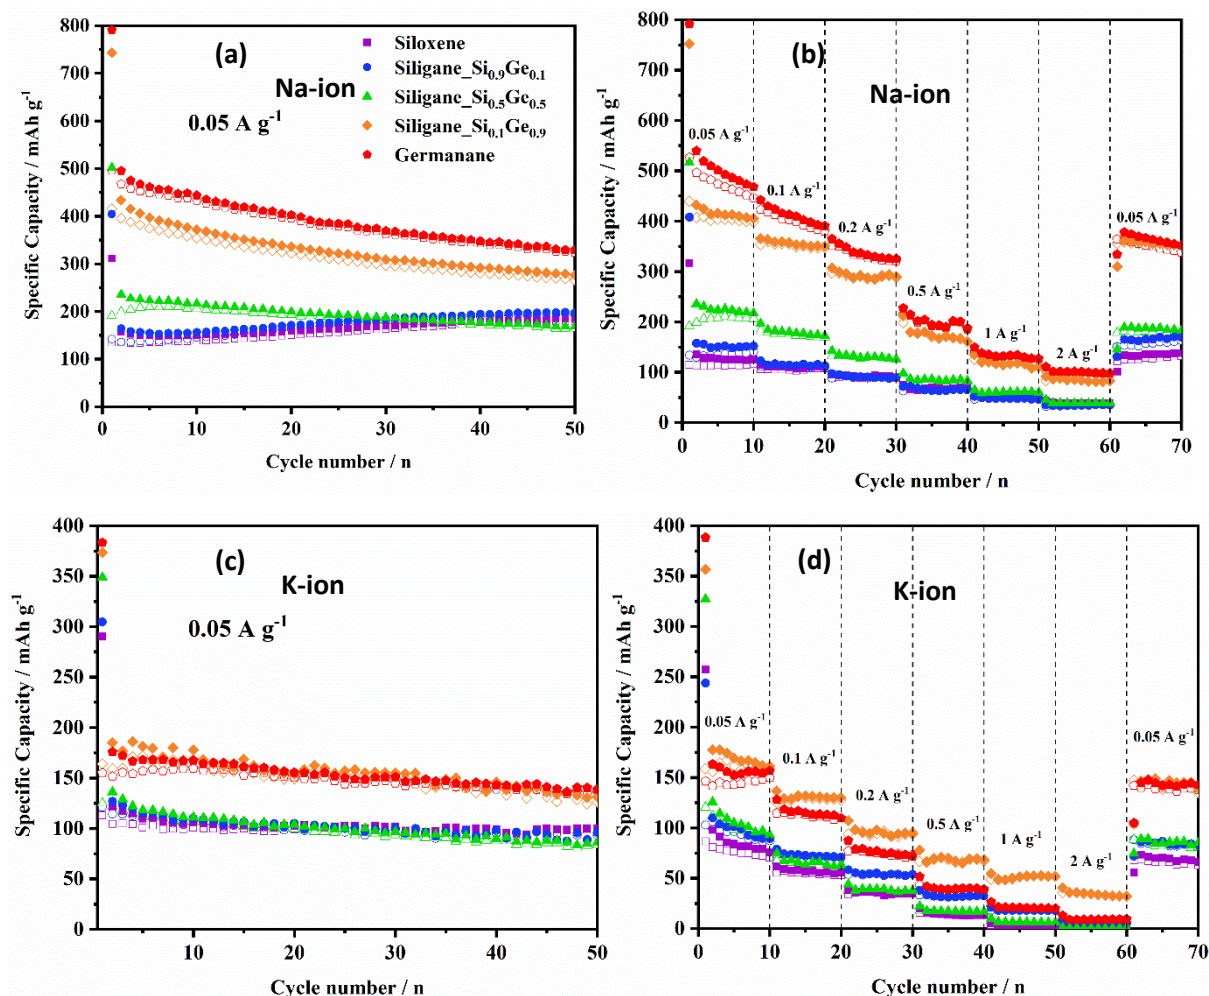 (a)
Na-ion
0.05 A g⁻¹
Siloxene
Siligane_Si₀.₉Ge₀.₁
Siligane_Si₀.₅Ge₀.₅
Siligane_Si₀.₁Ge₀.₉
Germanane
Specific Capacity / mAh g⁻¹
800
700
600
500
400
300
200
100
0
0 10 20 30 40 50
Cycle number / n
(b)
Na-ion
0.05 A g⁻¹
0.1 A g⁻¹
0.2 A g⁻¹
0.5 A g⁻¹
1 A g⁻¹
2 A g⁻¹
0.05 A g⁻¹
Specific Capacity / mAh g⁻¹
800
700
600
500
400
300
200
100
0
0 10 20 30 40 50 60 70
Cycle number / n
(c)
K-ion
0.05 A g⁻¹
Specific Capacity / mAh g⁻¹
400
350
300
250
200
150
100
50
0
10 20 30 40 50
Cycle number / n
(d)
K-ion
0.05 A g⁻¹
0.1 A g⁻¹
0.2 A g⁻¹
0.5 A g⁻¹
1 A g⁻¹
2 A g⁻¹
0.05 A g⁻¹
Specific Capacity / mAh g⁻¹
400
350
300
250
200
150
100
50
0
0 10 20 30 40 50 60 70
Cycle number / n